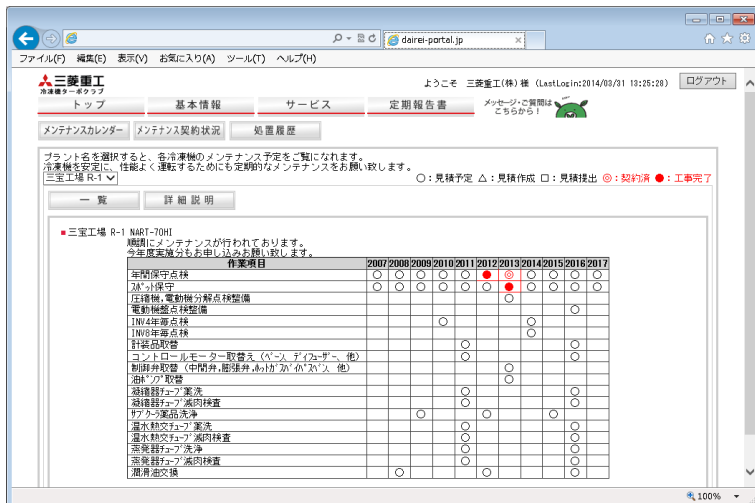 dairei-portal.jp
ファイル(F) 編集(E) 表示(V) お気に入り(A) ツール(T) ヘルプ(H)
三菱重工
冷凍機ターボクラブ
ようこそ 三菱重工(株)様 (LastLogin:2014/03/31 13:25:28)
ログアウト
トップ 基本情報 サービス 定期報告書
メッセージ・ご質問は
こちらから!
メンテナンスカレンダー メンテナンス契約状況 処置履歴
プラント名を選択すると、各冷凍機のメンテナンス予定をご覧になれます。
冷凍機を安定に、性能よく運転するためにも定期的なメンテナンスをお願い致します。
三宝工場 R-1
○:見積予定 △:見積作成 □:見積提出 ◎:契約済 ●:工事完了
一覧 詳細説明
■三宝工場 R-1 NART-70HI
順調にメンテナンスが行われております。
今年度実施分もお申し込みお願い致します。
作業項目 2007 2008 2009 2010 2011 2012 2013 2014 2015 2016 2017
年間保守点検 ○ ○ ○ ○ ○ ● ◎ ○ ○ ○ ○
スポット保守 ○ ○ ○ ○ ○ ○ ● ○ ○ ○ ○
圧縮機,電動機分解点検整備 ○
電動機盤点検整備 ○
INV4年毎点検 ○ ○
INV8年毎点検 ○
計装品取替 ○ ○
コントロールモーター取替え (ベーン、ディフューザー、他) ○ ○
制御弁取替 (中間弁,膨張弁,ホットガスバイパスベン、他) ○
油ポンプ取替 ○
凝縮器チューブ薬洗 ○ ○
凝縮器チューブ減肉検査 ○ ○
サブクーラ薬品洗浄 ○ ○ ○
温水熱交チューブ薬洗 ○ ○
温水熱交チューブ減肉検査 ○ ○
蒸発器チューブ洗浄 ○ ○
蒸発器チューブ減肉検査 ○ ○
潤滑油交換 ○ ○ ○
100%